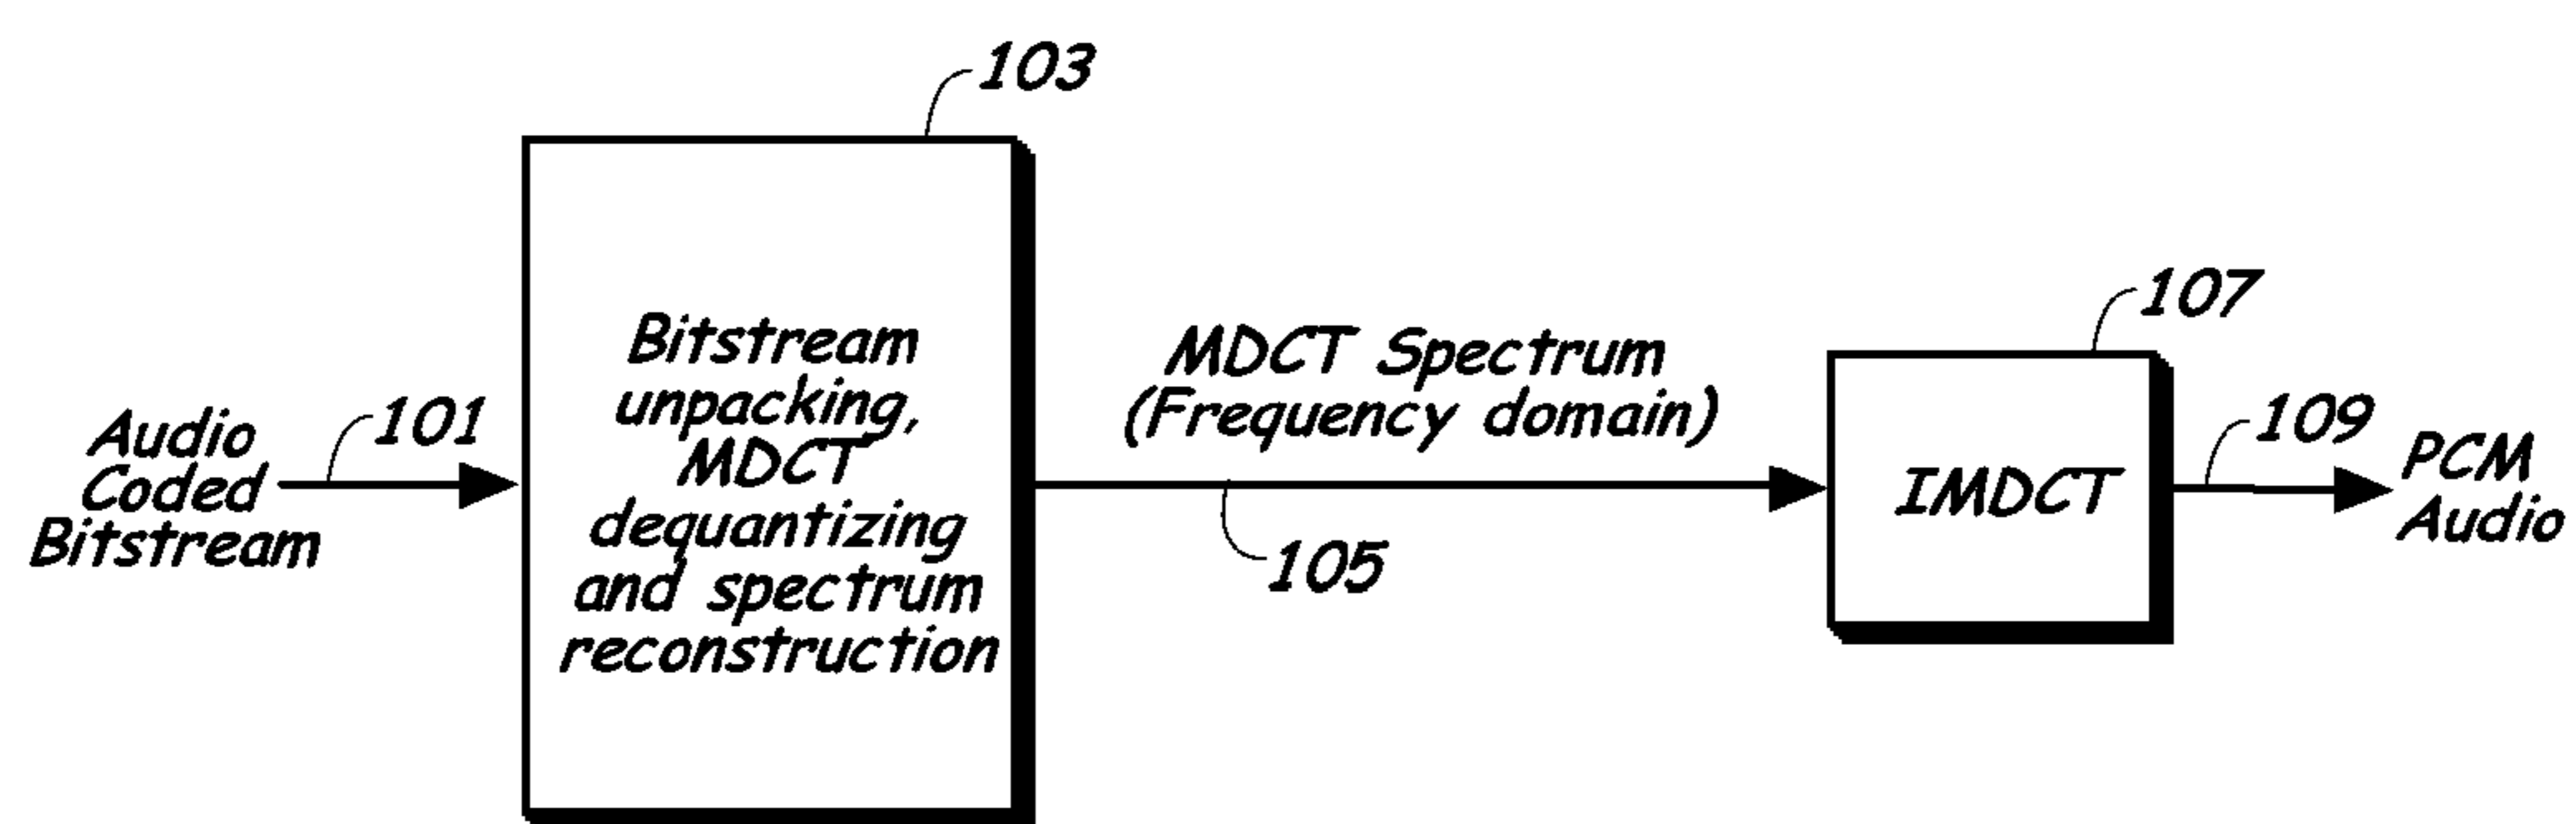 103
Audio
Coded
Bitstream
101
Bitstream
unpacking,
MDCT
dequantizing
and spectrum
reconstruction
MDCT Spectrum
(Frequency domain)
105
107
IMDCT
109
PCM
Audio